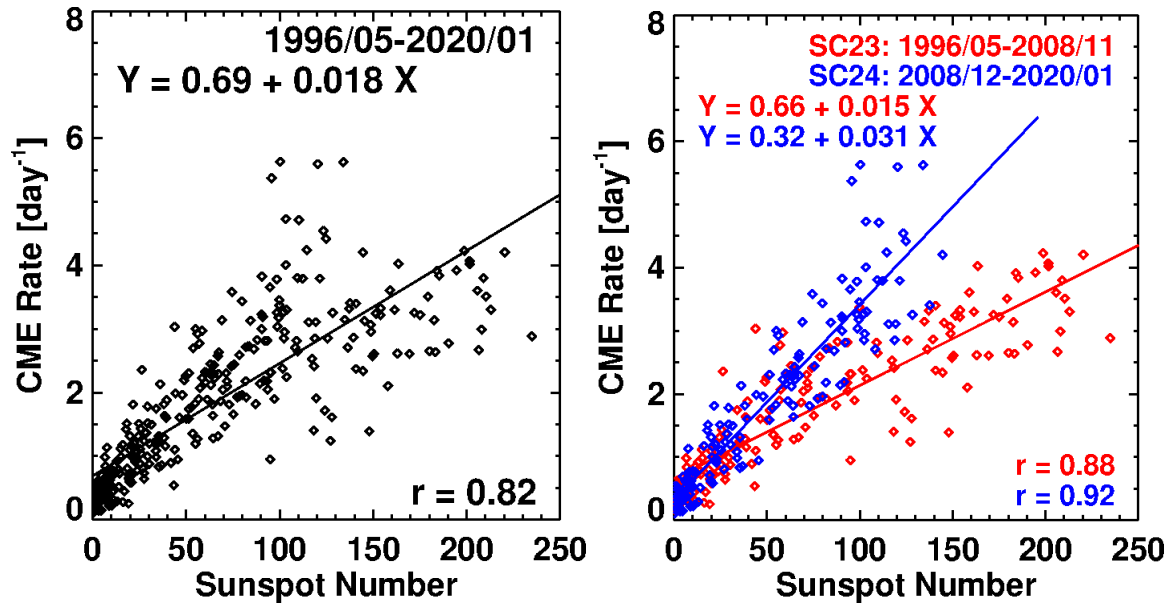 1996/05-2020/01
Y = 0.69 + 0.018 X
r = 0.82
CME Rate [day⁻¹]
8
6
4
2
0
0 50 100 150 200 250
Sunspot Number
SC23: 1996/05-2008/11
SC24: 2008/12-2020/01
Y = 0.66 + 0.015 X
Y = 0.32 + 0.031 X
r = 0.88
r = 0.92
CME Rate [day⁻¹]
8
6
4
2
0
0 50 100 150 200 250
Sunspot Number